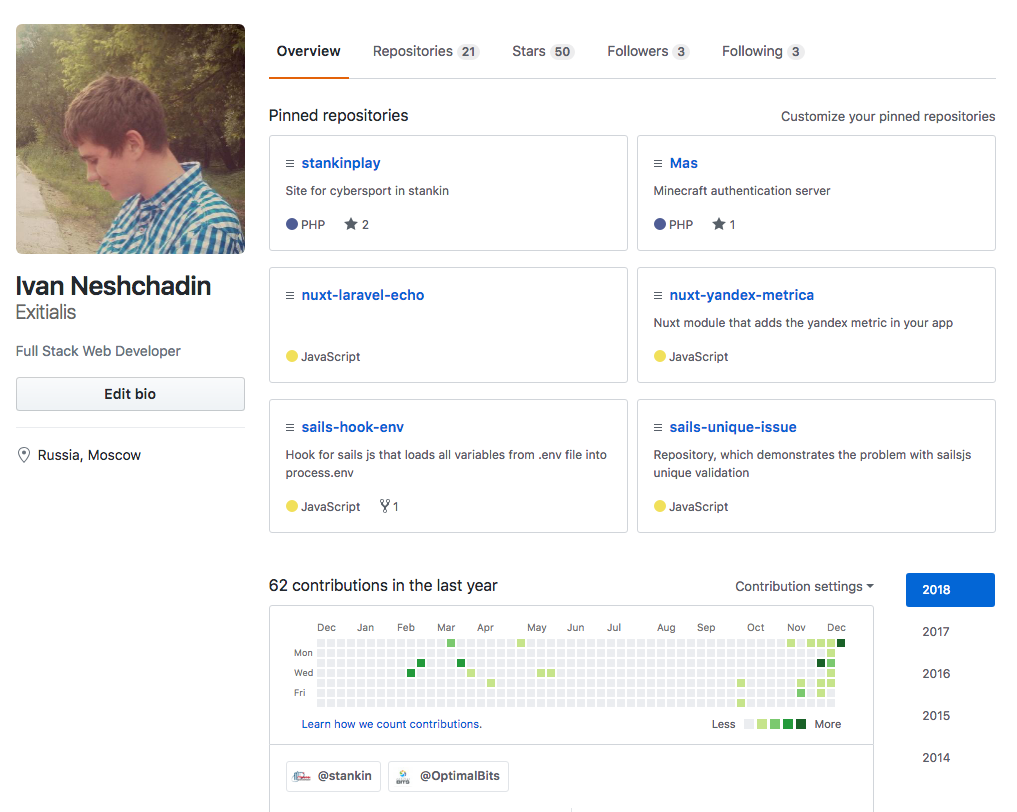 Overview Repositories 21 Stars 50 Followers 3 Following 3
Ivan Neshchadin
Exitialis
Full Stack Web Developer
Edit bio
Russia, Moscow
Pinned repositories Customize your pinned repositories
stankinplay
Site for cybersport in stankin
PHP 2
Mas
Minecraft authentication server
PHP 1
nuxt-laravel-echo
JavaScript
nuxt-yandex-metrica
Nuxt module that adds the yandex metric in your app
JavaScript
sails-hook-env
Hook for sails js that loads all variables from .env file into
process.env
JavaScript 1
sails-unique-issue
Repository, which demonstrates the problem with sailsjs
unique validation
JavaScript
62 contributions in the last year Contribution settings
Dec Jan Feb Mar Apr May Jun Jul Aug Sep Oct Nov Dec
Mon
Wed
Fri
Learn how we count contributions. Less More
2018
2017
2016
2015
2014
@stankin BITS @OptimalBits